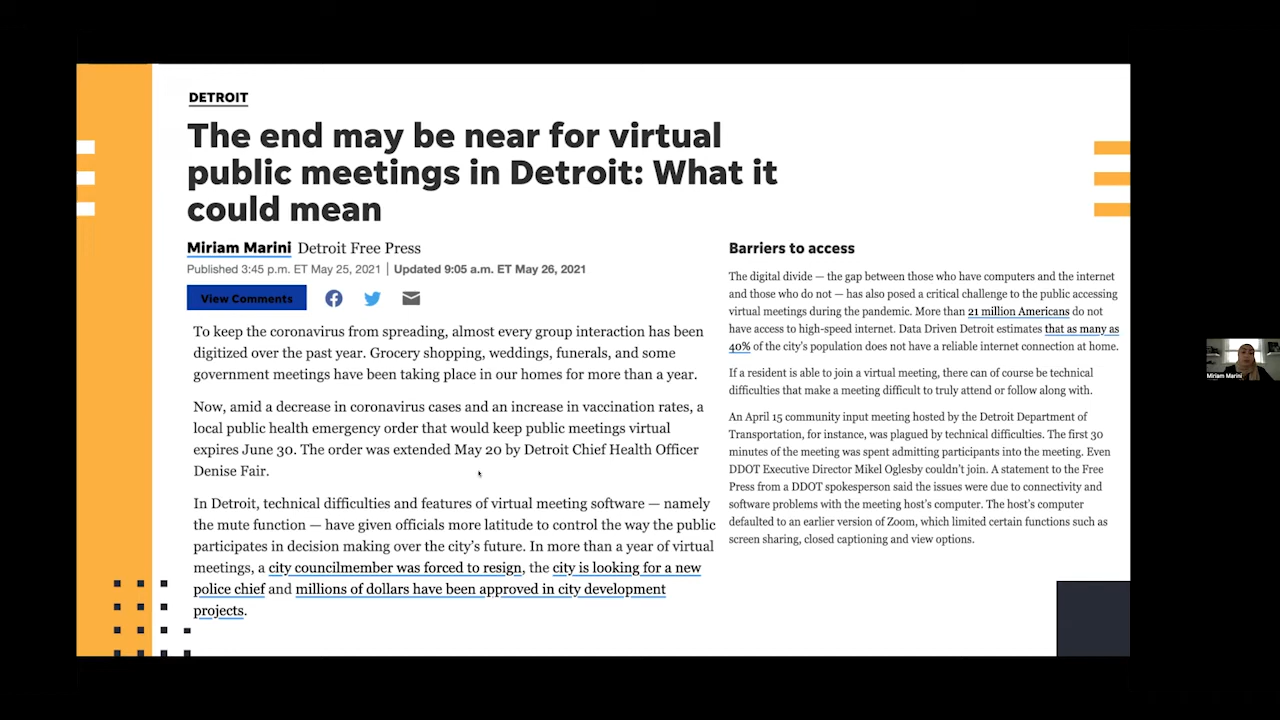 DETROIT
The end may be near for virtual
public meetings in Detroit: What it
could mean
Miriam Marini Detroit Free Press
Published 3:45 p.m. ET May 25, 2021 | Updated 9:05 a.m. ET May 26, 2021
View Comments
To keep the coronavirus from spreading, almost every group interaction has been
digitized over the past year. Grocery shopping, weddings, funerals, and some
government meetings have been taking place in our homes for more than a year.
Now, amid a decrease in coronavirus cases and an increase in vaccination rates, a
local public health emergency order that would keep public meetings virtual
expires June 30. The order was extended May 20 by Detroit Chief Health Officer
Denise Fair.
In Detroit, technical difficulties and features of virtual meeting software — namely
the mute function — have given officials more latitude to control the way the public
participates in decision making over the city's future. In more than a year of virtual
meetings, a city councilmember was forced to resign, the city is looking for a new
police chief and millions of dollars have been approved in city development
projects.
Barriers to access
The digital divide — the gap between those who have computers and the internet
and those who do not — has also posed a critical challenge to the public accessing
virtual meetings during the pandemic. More than 21 million Americans do not
have access to high-speed internet. Data Driven Detroit estimates that as many as
40% of the city's population does not have a reliable internet connection at home.
If a resident is able to join a virtual meeting, there can of course be technical
difficulties that make a meeting difficult to truly attend or follow along with.
An April 15 community input meeting hosted by the Detroit Department of
Transportation, for instance, was plagued by technical difficulties. The first 30
minutes of the meeting was spent admitting participants into the meeting. Even
DDOT Executive Director Mikel Oglesby couldn't join. A statement to the Free
Press from a DDOT spokesperson said the issues were due to connectivity and
software problems with the meeting host's computer. The host's computer
defaulted to an earlier version of Zoom, which limited certain functions such as
screen sharing, closed captioning and view options.
Miriam Marini